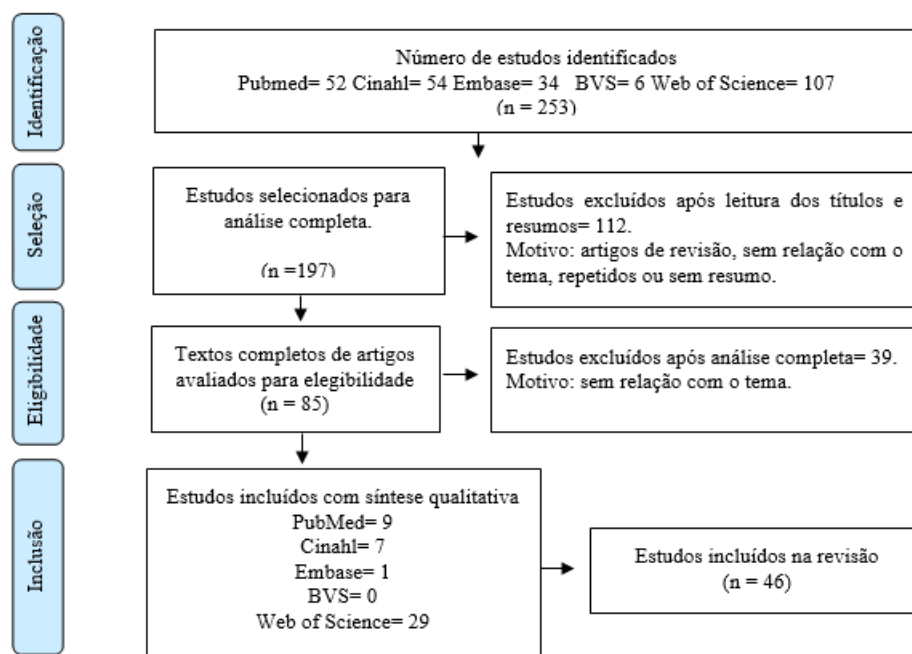 Identificação
Número de estudos identificados
Pubmed= 52 Cinahl= 54 Embase= 34 BVS= 6 Web of Science= 107
(n = 253)
Seleção
Estudos selecionados para
análise completa.
(n =197)
Estudos excluídos após leitura dos títulos e
resumos= 112.
Motivo: artigos de revisão, sem relação com o
tema, repetidos ou sem resumo.
Eligibilidade
Textos completos de artigos
avaliados para elegibilidade
(n = 85)
Estudos excluídos após análise completa= 39.
Motivo: sem relação com o tema.
Inclusão
Estudos incluídos com síntese qualitativa
PubMed= 9
Cinahl= 7
Embase= 1
BVS= 0
Web of Science= 29
Estudos incluídos na revisão
(n = 46)